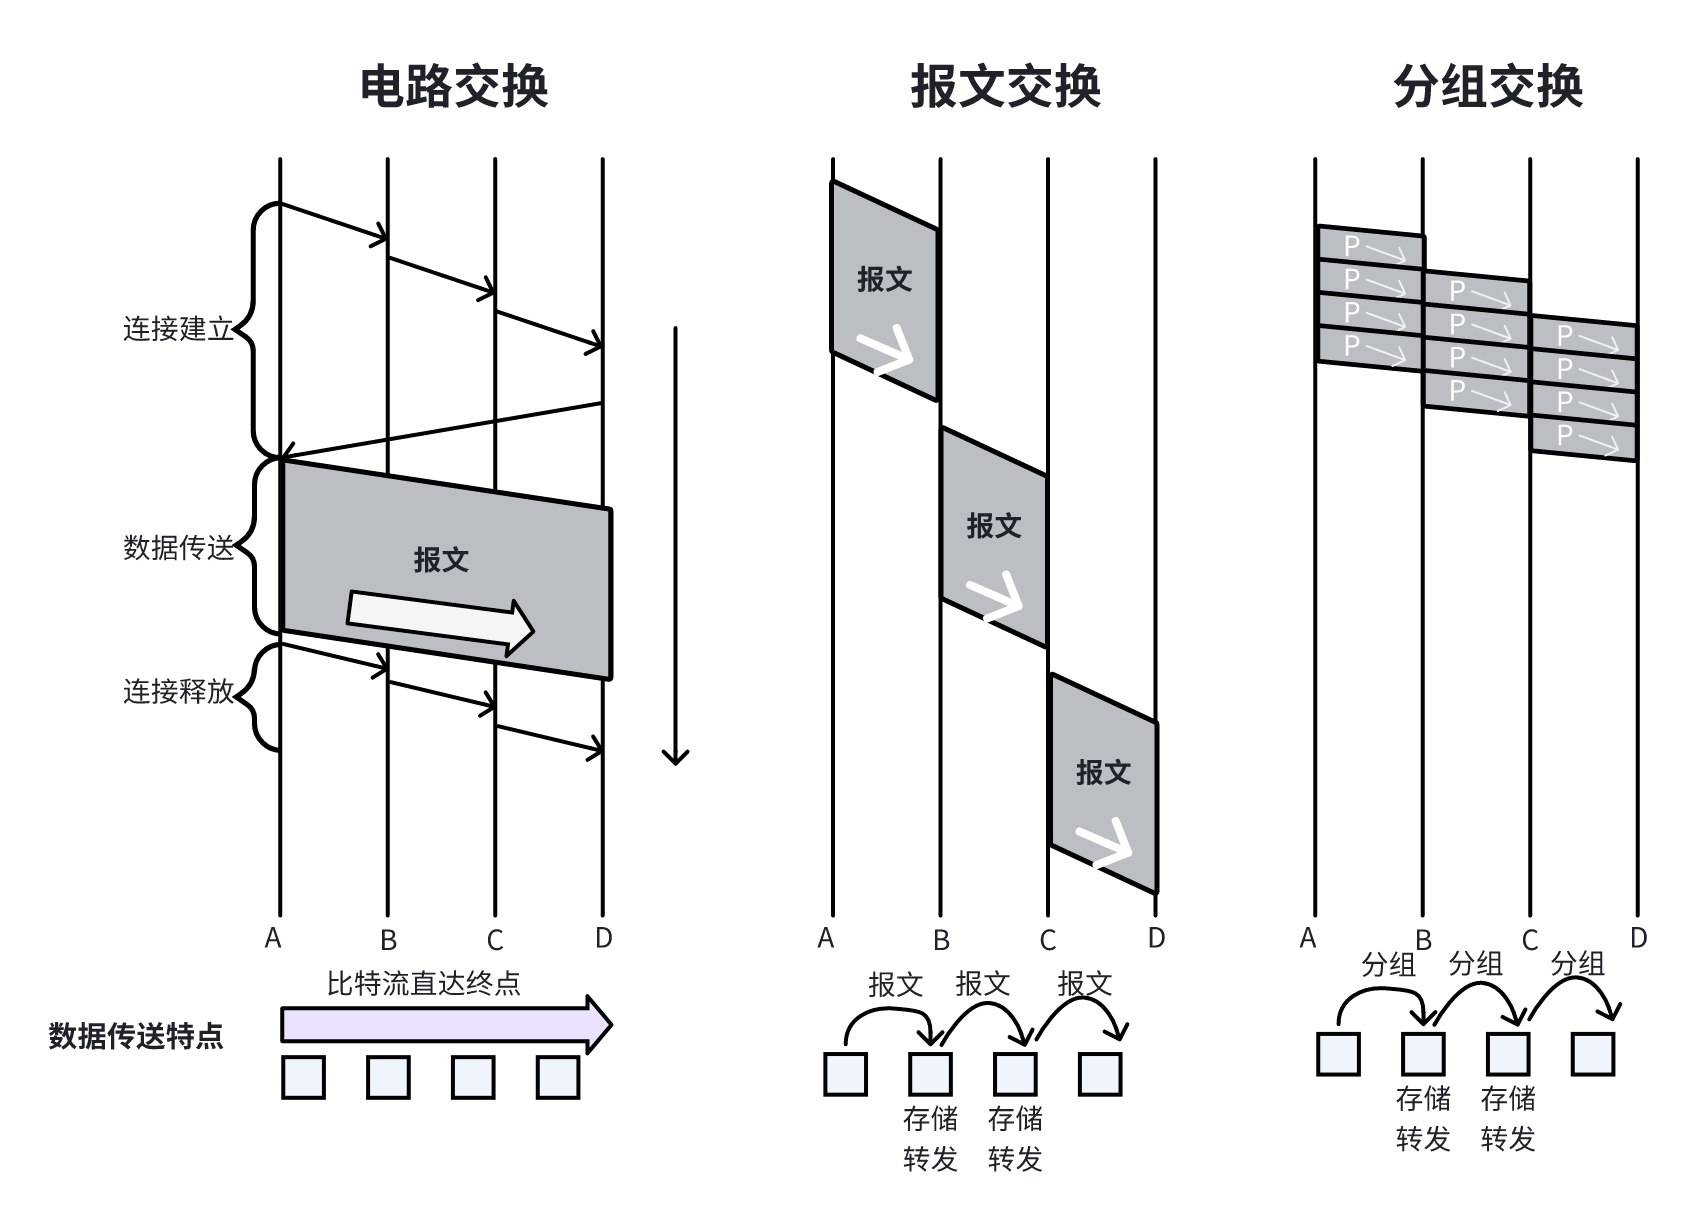 电路交换
报文交换
分组交换
连接建立
数据传送
连接释放
报文
A
B
C
D
比特流直达终点
数据传送特点
报文
报文
报文
A
B
C
D
报文
报文
报文
存储
转发
存储
转发
P
P
P
P
P
P
P
P
P
P
P
P
A
B
C
D
分组
分组
分组
存储
转发
存储
转发